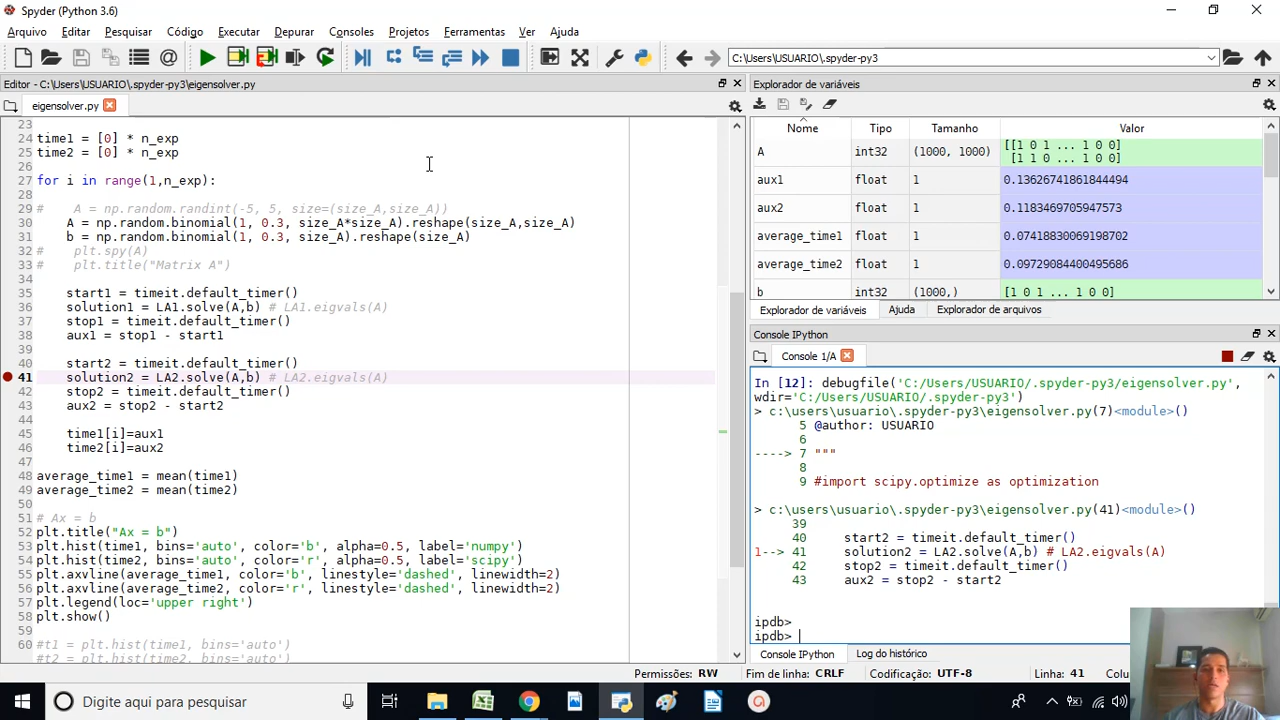 Spyder (Python 3.6)
Arquivo Editar Pesquisar Código Executar Depurar Consoles Projetos Ferramentas Ver Ajuda
C:\Users\USUARIO\.spyder-py3
Editor - C:\Users\USUARIO\.spyder-py3\eigensolver.py
eigensolver.py
23
24 time1 = [0] * n_exp
25 time2 = [0] * n_exp
26
27 for i in range(1,n_exp):
28
29 #    A = np.random.randint(-5, 5, size=(size_A,size_A))
30     A = np.random.binomial(1, 0.3, size_A*size_A).reshape(size_A,size_A)
31     b = np.random.binomial(1, 0.3, size_A).reshape(size_A)
32 #    plt.spy(A)
33 #    plt.title("Matrix A")
34
35     start1 = timeit.default_timer()
36     solution1 = LA1.solve(A,b) # LA1.eigvals(A)
37     stop1 = timeit.default_timer()
38     aux1 = stop1 - start1
39
40     start2 = timeit.default_timer()
41     solution2 = LA2.solve(A,b) # LA2.eigvals(A)
42     stop2 = timeit.default_timer()
43     aux2 = stop2 - start2
44
45     time1[i]=aux1
46     time2[i]=aux2
47
48 average_time1 = mean(time1)
49 average_time2 = mean(time2)
50
51 # Ax = b
52 plt.title("Ax = b")
53 plt.hist(time1, bins='auto', color='b', alpha=0.5, label='numpy')
54 plt.hist(time2, bins='auto', color='r', alpha=0.5, label='scipy')
55 plt.axvline(average_time1, color='b', linestyle='dashed', linewidth=2)
56 plt.axvline(average_time2, color='r', linestyle='dashed', linewidth=2)
57 plt.legend(loc='upper right')
58 plt.show()
59
60 #t1 = plt.hist(time1, bins='auto')
#t2 = plt.hist(time2, bins='auto')
Explorador de variáveis
Nome Tipo Tamanho Valor
A int32 (1000, 1000) [[1 0 1 ... 1 0 0]
[1 1 0 ... 1 0 0]
aux1 float 1 0.13626741861844494
aux2 float 1 0.1183469705947573
average_time1 float 1 0.07418830069198702
average_time2 float 1 0.09729084400495686
b int32 (1000,) [1 0 1 ... 1 0 1]
Explorador de variáveis Ajuda Explorador de arquivos
Console IPython
Console 1/A
In [12]: debugfile('C:/Users/USUARIO/.spyder-py3/eigensolver.py',
wdir='C:/Users/USUARIO/.spyder-py3')
> c:\users\usuario\.spyder-py3\eigensolver.py(7)<module>()
5 @author: USUARIO
6
----> 7 """
8
9 #import scipy.optimize as optimization
> c:\users\usuario\.spyder-py3\eigensolver.py(41)<module>()
39
40     start2 = timeit.default_timer()
1--> 41     solution2 = LA2.solve(A,b) # LA2.eigvals(A)
42     stop2 = timeit.default_timer()
43     aux2 = stop2 - start2
ipdb>
ipdb>
Console IPython Log do histórico
Permissões: RW Fim de linha: CRLF Codificação: UTF-8 Linha: 41 Colu
Digite aqui para pesquisar